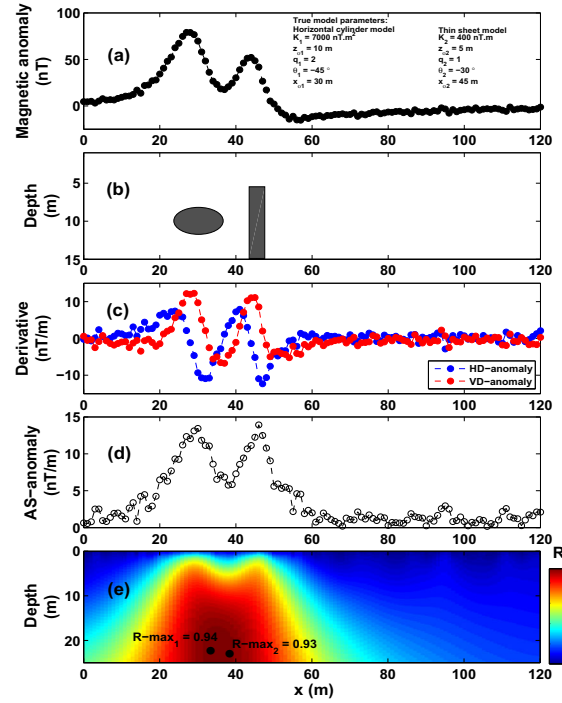 True model parameters:
Horizontal cylinder model
K₁ = 7000 nT.m²
z₀₁ = 10 m
q₁ = 2
θ₁ = −45 °
x₀₁ = 30 m
Thin sheet model
K₂ = 400 nT.m
z₀₂ = 5 m
q₂ = 1
θ₂ = −30 °
x₀₂ = 45 m
(a)
Magnetic anomaly
nT
100
50
0
0 20 40 60 80 100 120
(b)
Depth
(m)
5
10
15
0 20 40 60 80 100 120
(c)
Derivative
(nT/m)
10
0
−10
HD−anomaly
VD−anomaly
0 20 40 60 80 100 120
(d)
AS−anomaly
(nT/m)
15
10
5
0
0 20 40 60 80 100 120
R
(e)
Depth
(m)
0
10
20
R−max₁ = 0.94
R−max₂ = 0.93
0 20 40 60 80 100 120
x (m)